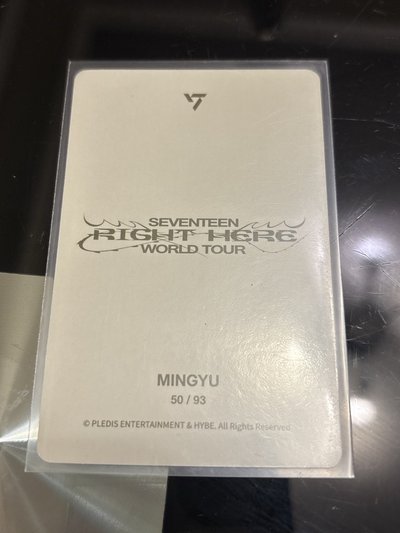 SEVENTEEN
RIGHT HERE
WORLD TOUR
MINGYU
50 / 93
© PLEDIS ENTERTAINMENT & HYBE. All Rights Reserved